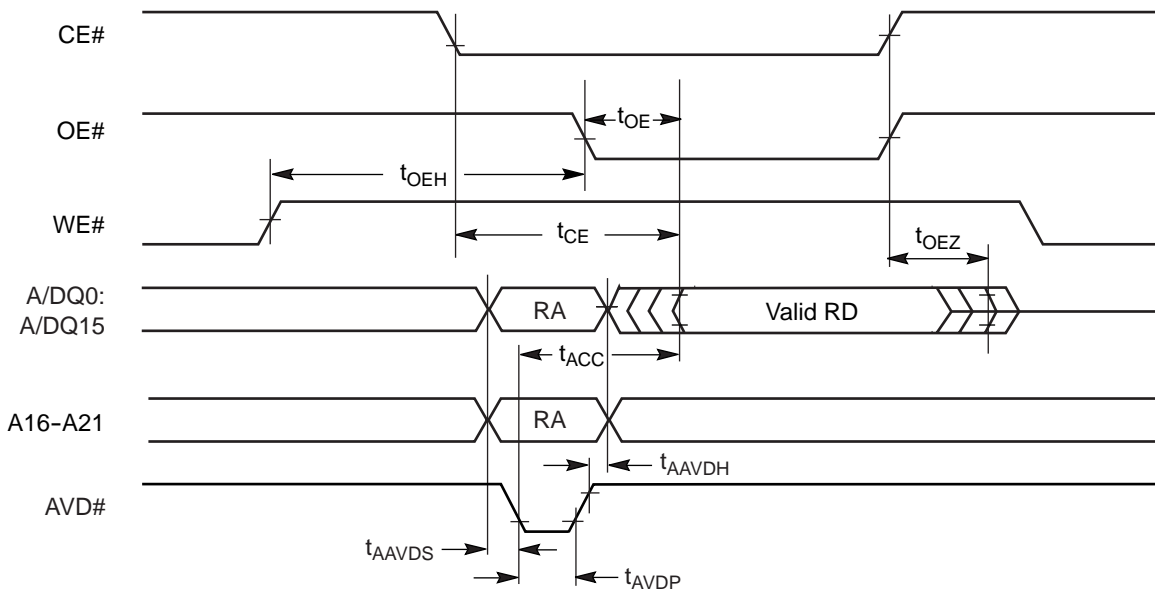 CE#
OE#
tOE
tOEH
WE#
tCE
tOEZ
A/DQ0:
A/DQ15
RA
Valid RD
tACC
A16-A21
RA
tAAVDH
AVD#
tAAVDS
tAVDP